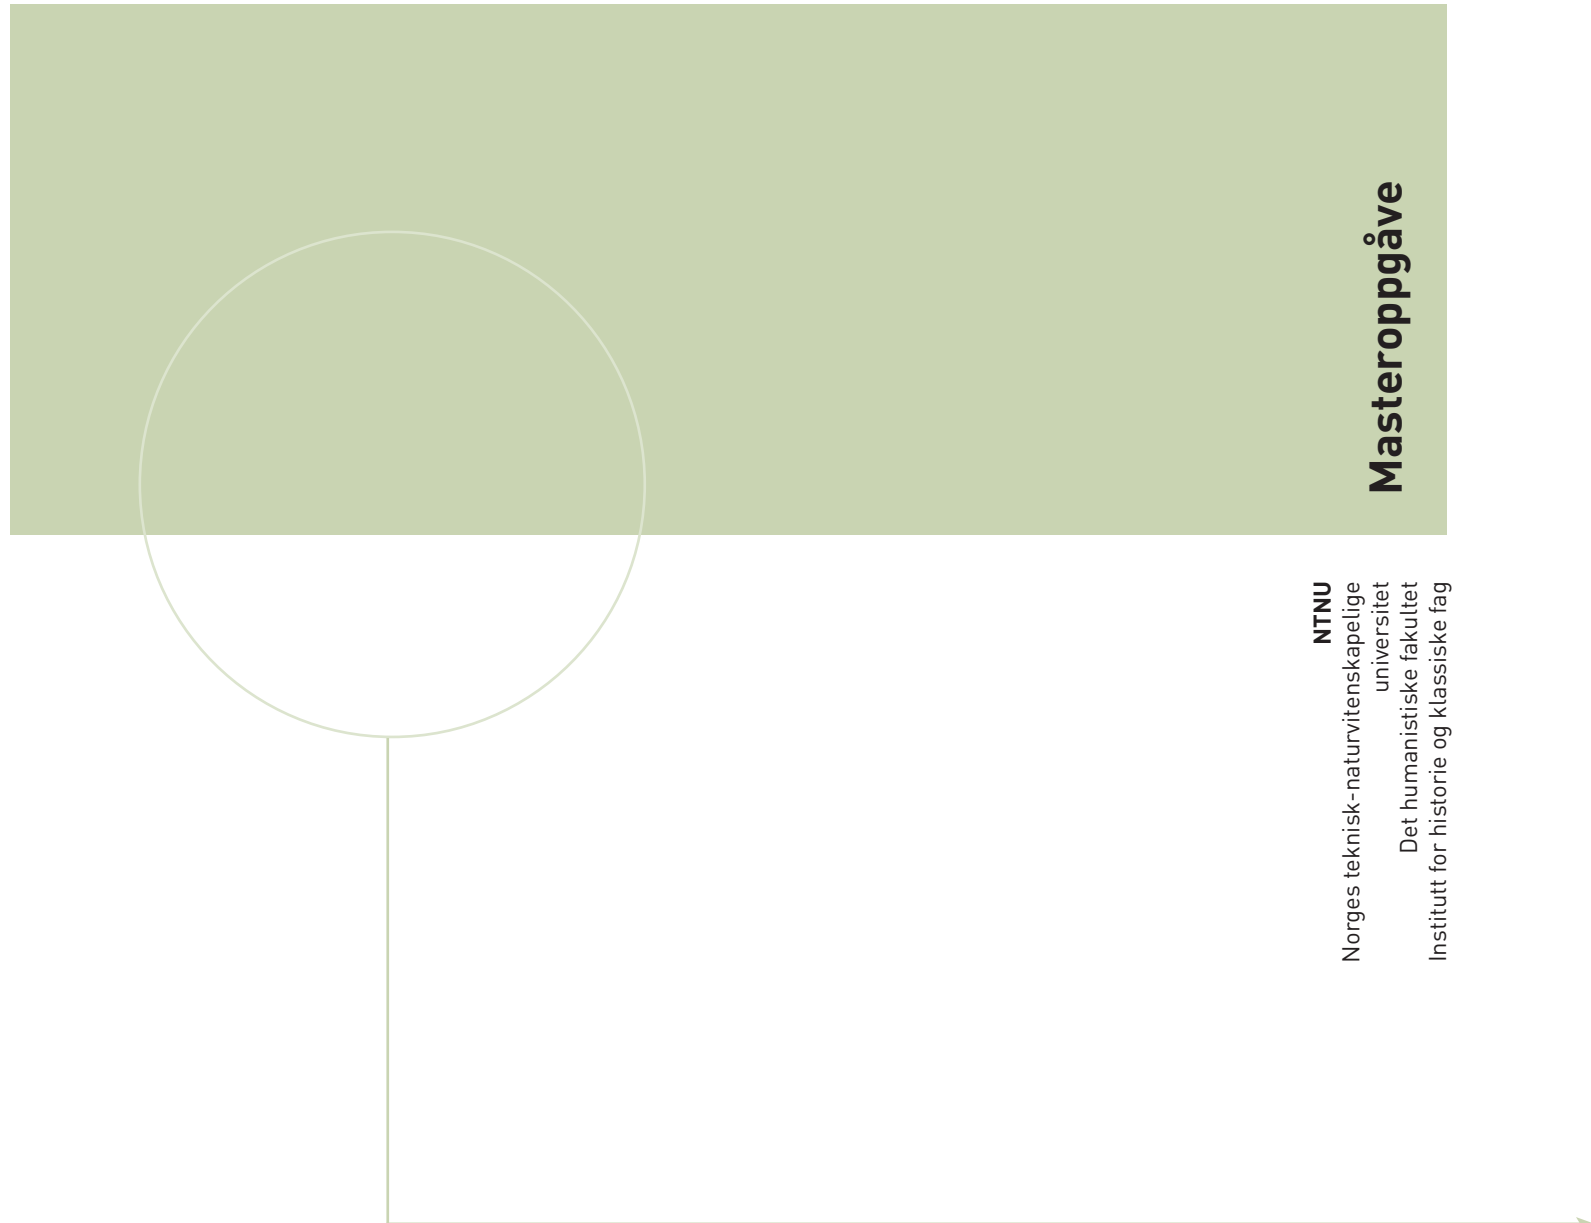 Masteroppgåve
NTNU
Norges teknisk-naturvitenskapelige
universitet
Det humanistiske fakultet
Institutt for historie og klassiske fag